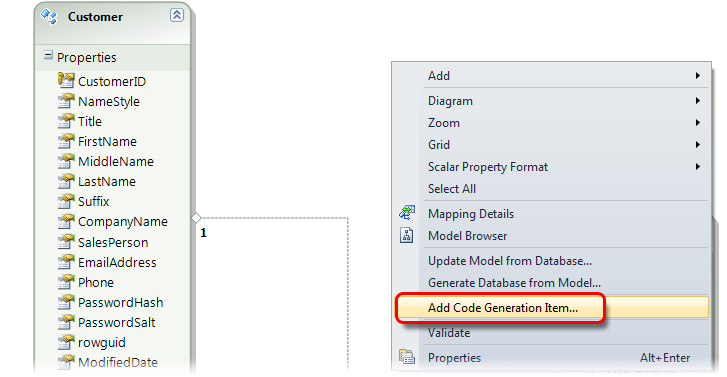 Customer
Properties
CustomerID
NameStyle
Title
FirstName
MiddleName
LastName
Suffix
CompanyName
SalesPerson
EmailAddress
Phone
PasswordHash
PasswordSalt
rowguid
ModifiedDate
1
Add
Diagram
Zoom
Grid
Scalar Property Format
Select All
Mapping Details
Model Browser
Update Model from Database...
Generate Database from Model...
Add Code Generation Item...
Validate
Properties Alt+Enter